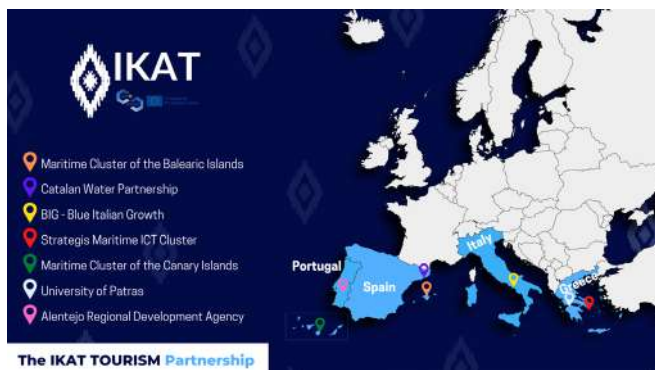 IKAT
Maritime Cluster of the Balearic Islands
Catalan Water Partnership
BIG - Blue Italian Growth
Strategis Maritime ICT Cluster
Maritime Cluster of the Canary Islands
University of Patras
Alentejo Regional Development Agency
Italy
Greece
Portugal
Spain
The IKAT TOURISM Partnership